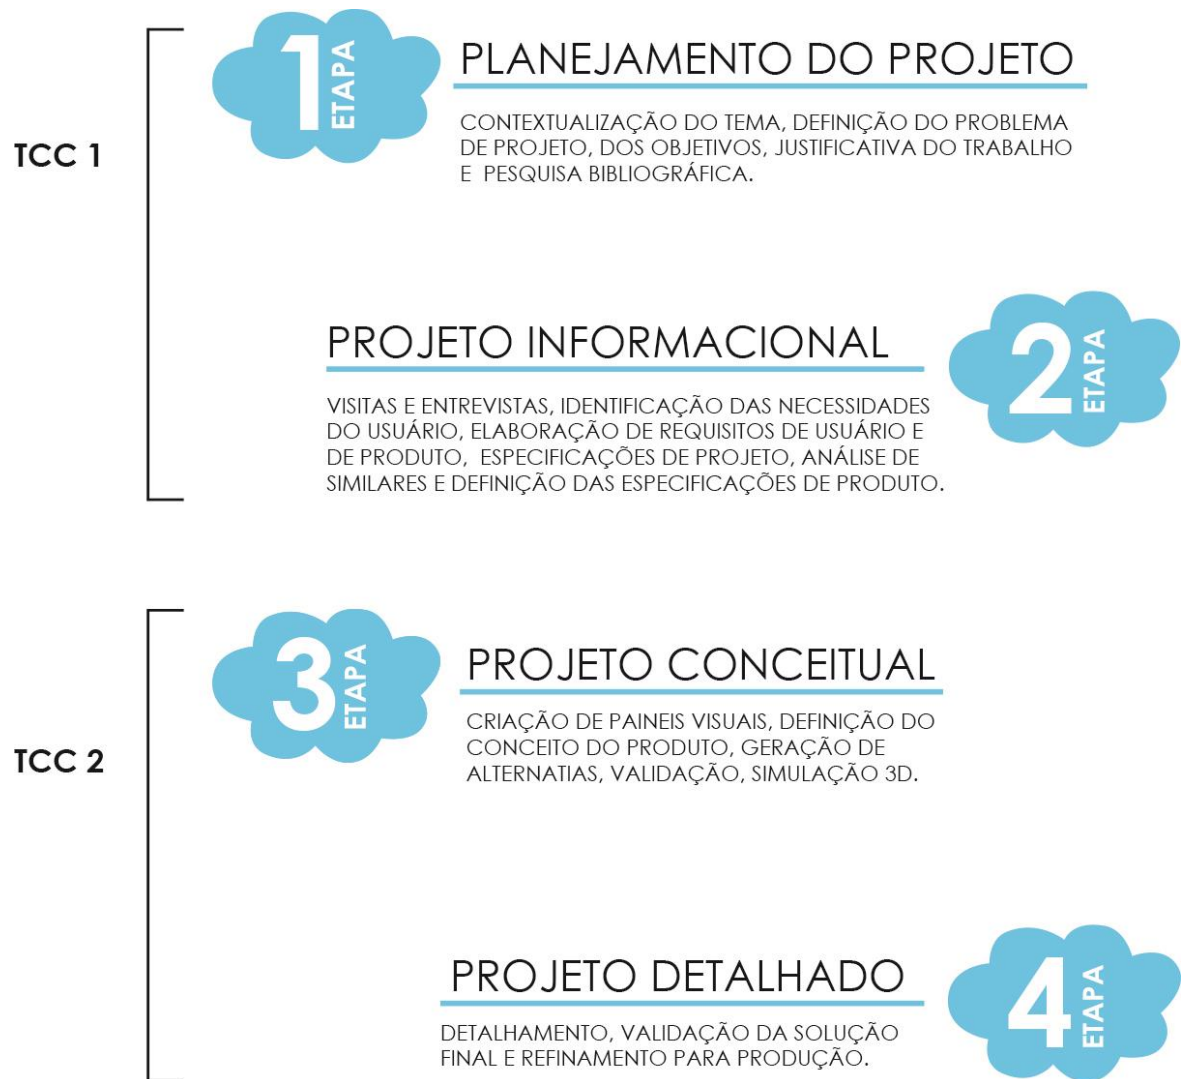 TCC 1
1 ETAPA
PLANEJAMENTO DO PROJETO
CONTEXTUALIZAÇÃO DO TEMA, DEFINIÇÃO DO PROBLEMA
DE PROJETO, DOS OBJETIVOS, JUSTIFICATIVA DO TRABALHO
E PESQUISA BIBLIOGRÁFICA.
PROJETO INFORMACIONAL
2 ETAPA
VISITAS E ENTREVISTAS, IDENTIFICAÇÃO DAS NECESSIDADES
DO USUÁRIO, ELABORAÇÃO DE REQUISITOS DE USUÁRIO E
DE PRODUTO, ESPECIFICAÇÕES DE PROJETO, ANÁLISE DE
SIMILARES E DEFINIÇÃO DAS ESPECIFICAÇÕES DE PRODUTO.
TCC 2
3 ETAPA
PROJETO CONCEITUAL
CRIAÇÃO DE PAINEIS VISUAIS, DEFINIÇÃO DO
CONCEITO DO PRODUTO, GERAÇÃO DE
ALTERNATIAS, VALIDAÇÃO, SIMULAÇÃO 3D.
PROJETO DETALHADO
4 ETAPA
DETALHAMENTO, VALIDAÇÃO DA SOLUÇÃO
FINAL E REFINAMENTO PARA PRODUÇÃO.